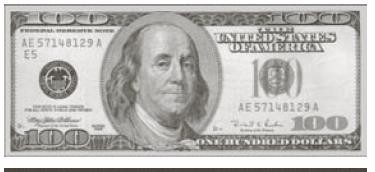 100 100
FEDERAL RESERVE NOTE
THE
UNITED STATES
OF AMERICA
AE 57148129 A
E5
100
AE 57148129 A
100
100
ONE HUNDRED DOLLARS